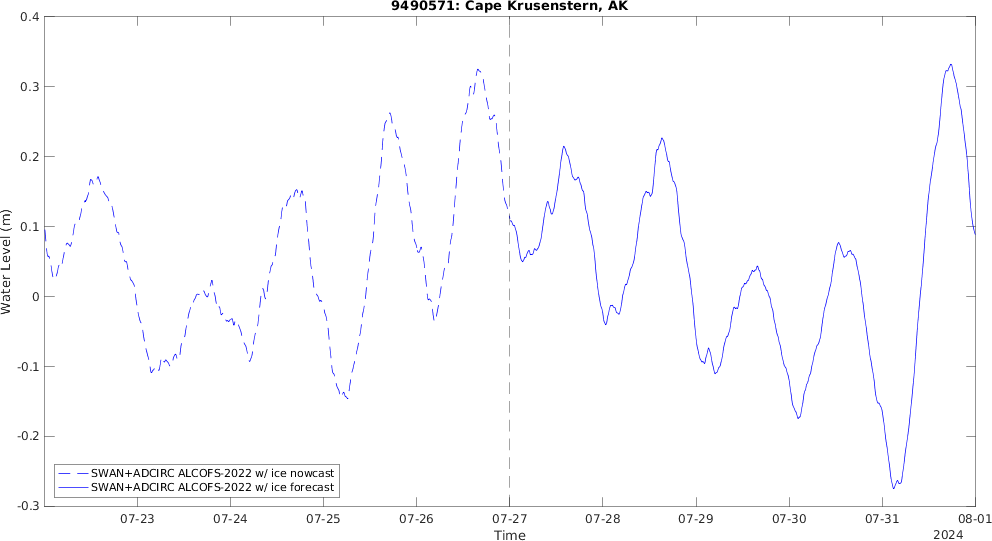 9490571: Cape Krusenstern, AK
0.4
0.3
0.2
0.1
0
-0.1
-0.2
-0.3
Water Level (m)
SWAN+ADCIRC ALCOFS-2022 w/ ice nowcast
SWAN+ADCIRC ALCOFS-2022 w/ ice forecast
07-23 07-24 07-25 07-26 07-27 07-28 07-29 07-30 07-31 08-01
Time
2024